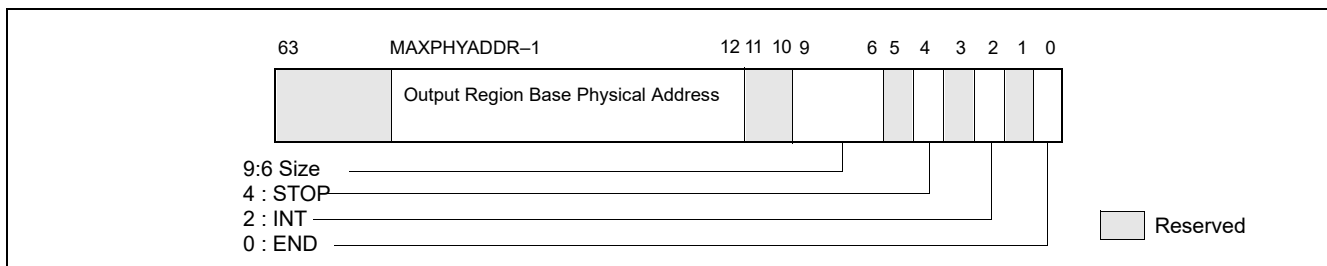 63 MAXPHYADDR–1 12 11 10 9 6 5 4 3 2 1 0
Output Region Base Physical Address
9:6 Size
4 : STOP
2 : INT
0 : END
Reserved